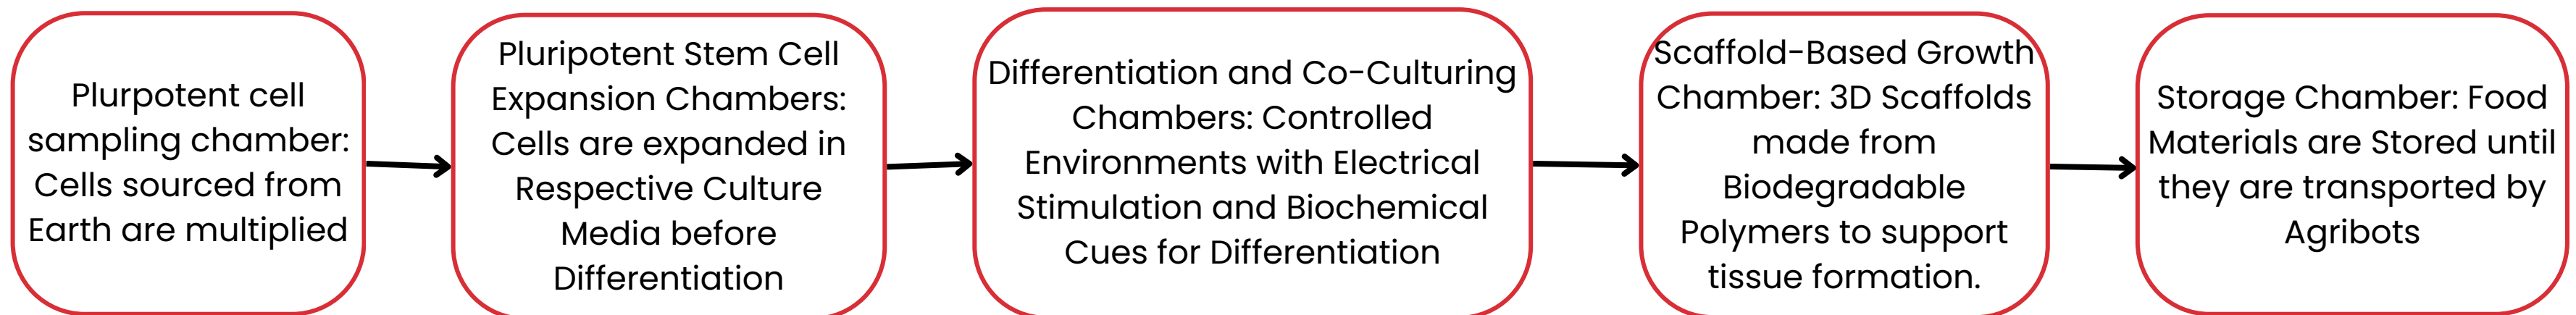 Plurpotent cell
sampling chamber:
Cells sourced from
Earth are multiplied
Pluripotent Stem Cell
Expansion Chambers:
Cells are expanded in
Respective Culture
Media before
Differentiation
Differentiation and Co-Culturing
Chambers: Controlled
Environments with Electrical
Stimulation and Biochemical
Cues for Differentiation
Scaffold-Based Growth
Chamber: 3D Scaffolds
made from
Biodegradable
Polymers to support
tissue formation.
Storage Chamber: Food
Materials are Stored until
they are transported by
Agribots